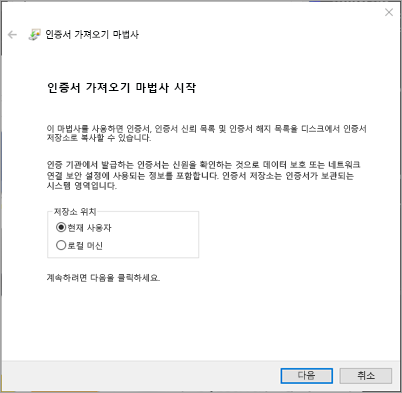 인증서 가져오기 마법사
인증서 가져오기 마법사 시작
이 마법사를 사용하면 인증서, 인증서 신뢰 목록 및 인증서 해지 목록을 디스크에서 인증서
저장소로 복사할 수 있습니다.
인증 기관에서 발급하는 인증서는 신원을 확인하는 것으로 데이터 보호 또는 네트워크
연결 보안 설정에 사용되는 정보를 포함합니다. 인증서 저장소는 인증서가 보관되는
시스템 영역입니다.
저장소 위치
현재 사용자
로컬 머신
계속하려면 다음을 클릭하세요.
다음
취소